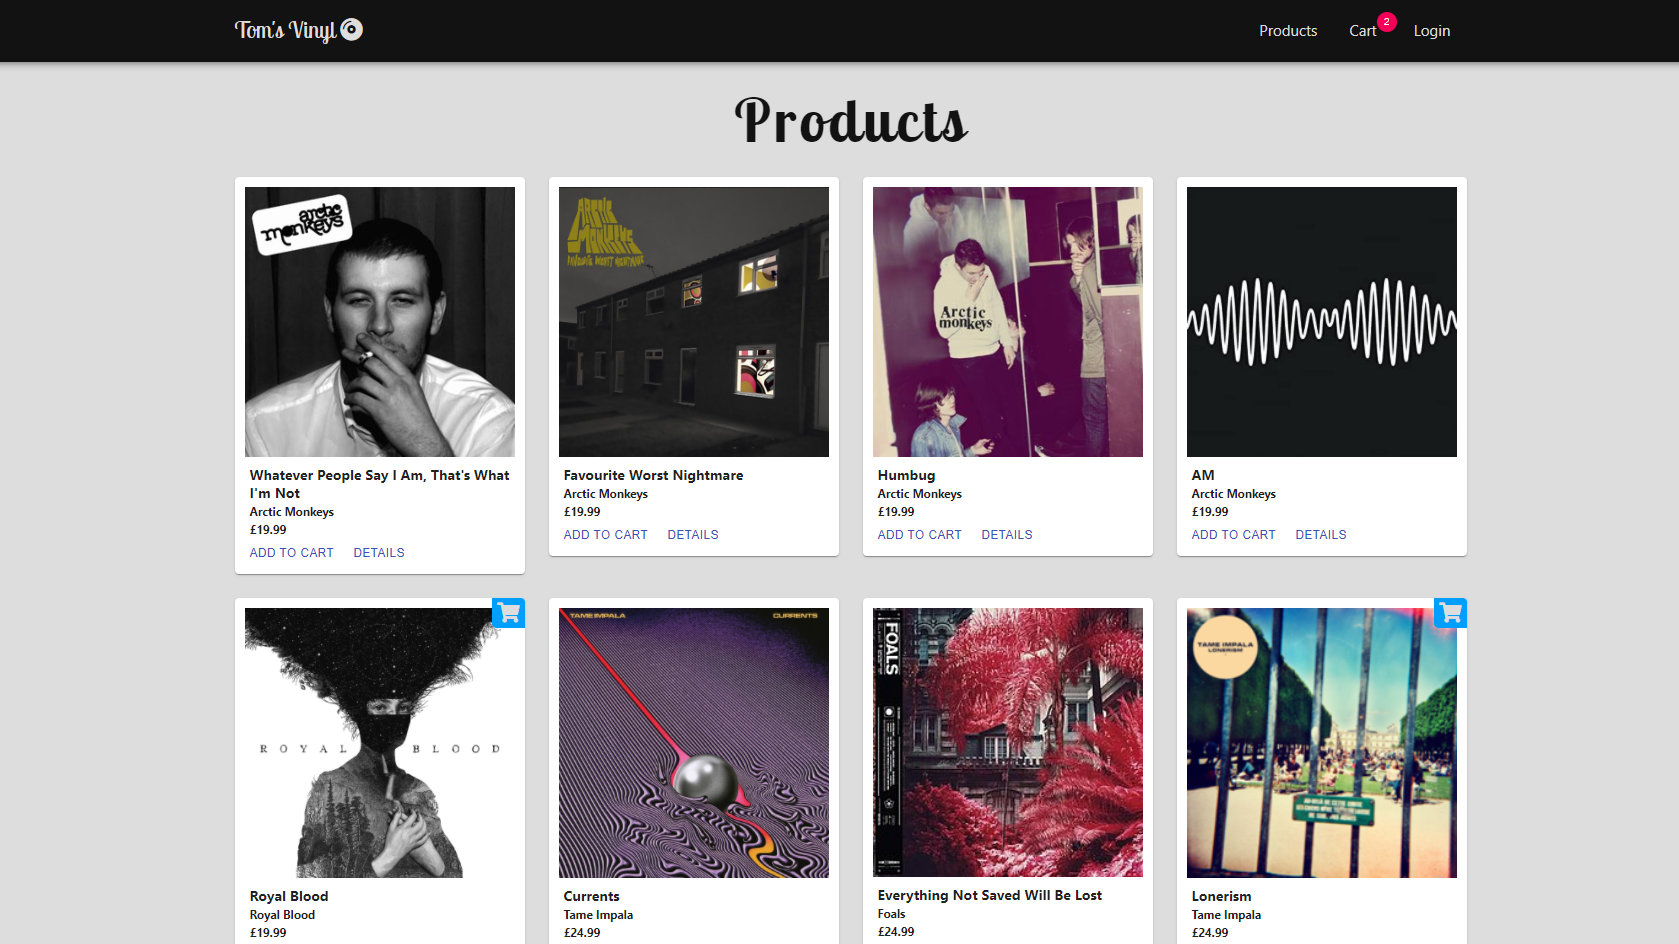 Tom's Vinyl
Products
Cart
2
Login
Products
arctic
monkeys
Whatever People Say I Am, That's What
I'm Not
Arctic Monkeys
£19.99
ADD TO CART
DETAILS
ARCTIC
MONKEYS
FAVOURITE WORST NIGHTMARE
Favourite Worst Nightmare
Arctic Monkeys
£19.99
ADD TO CART
DETAILS
Arctic
monkeys
Humbug
Arctic Monkeys
£19.99
ADD TO CART
DETAILS
AM
Arctic Monkeys
£19.99
ADD TO CART
DETAILS
ROYAL BLOOD
Royal Blood
Royal Blood
£19.99
TAME IMPALA
CURRENTS
Currents
Tame Impala
£24.99
FOALS
Everything Not Saved Will Be Lost
Foals
£24.99
TAME IMPALA
LONERISM
Lonerism
Tame Impala
£24.99